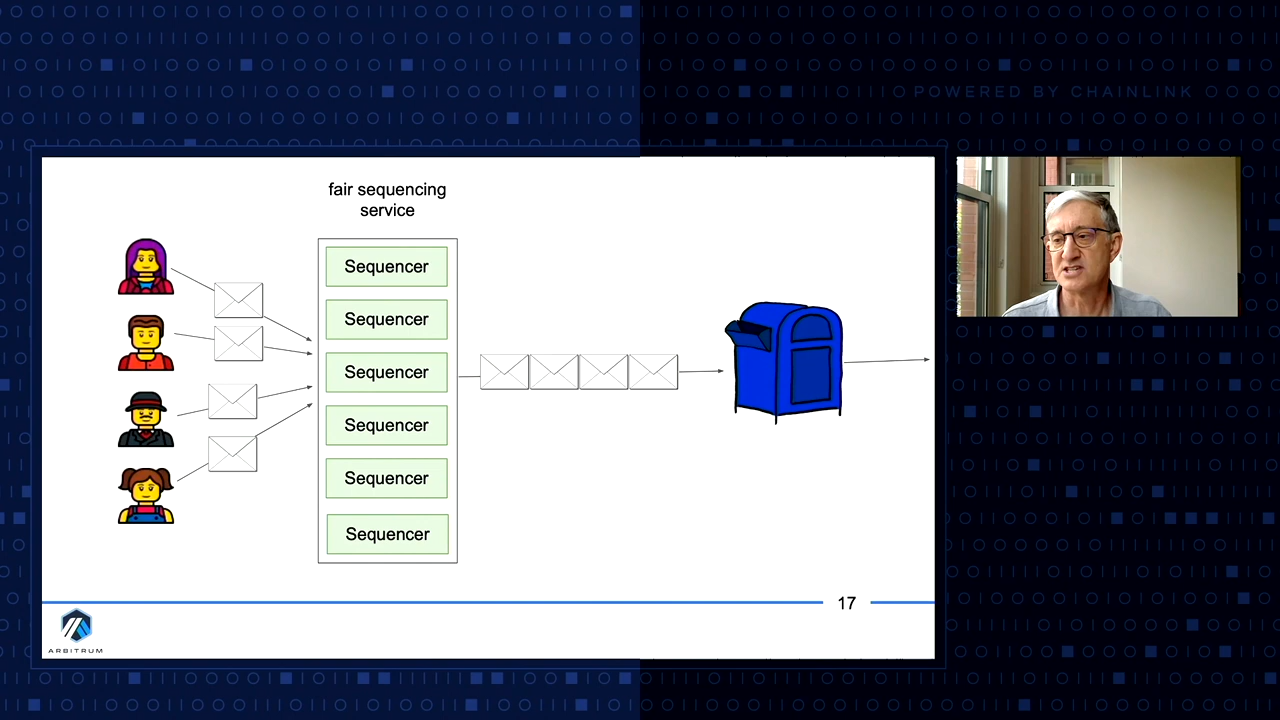 POWERED BY CHAINLINK
fair sequencing
service
Sequencer
Sequencer
Sequencer
Sequencer
Sequencer
Sequencer
17
ARBITRUM